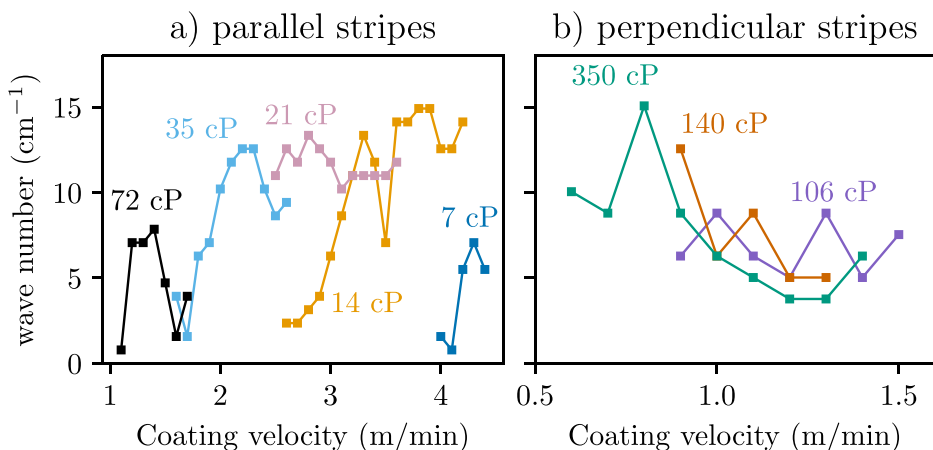 a) parallel stripes
b) perpendicular stripes
wave number (cm⁻¹)
15
10
5
0
72 cP
35 cP
21 cP
14 cP
7 cP
350 cP
140 cP
106 cP
1
2
3
4
0.5
1.0
1.5
Coating velocity (m/min)
Coating velocity (m/min)